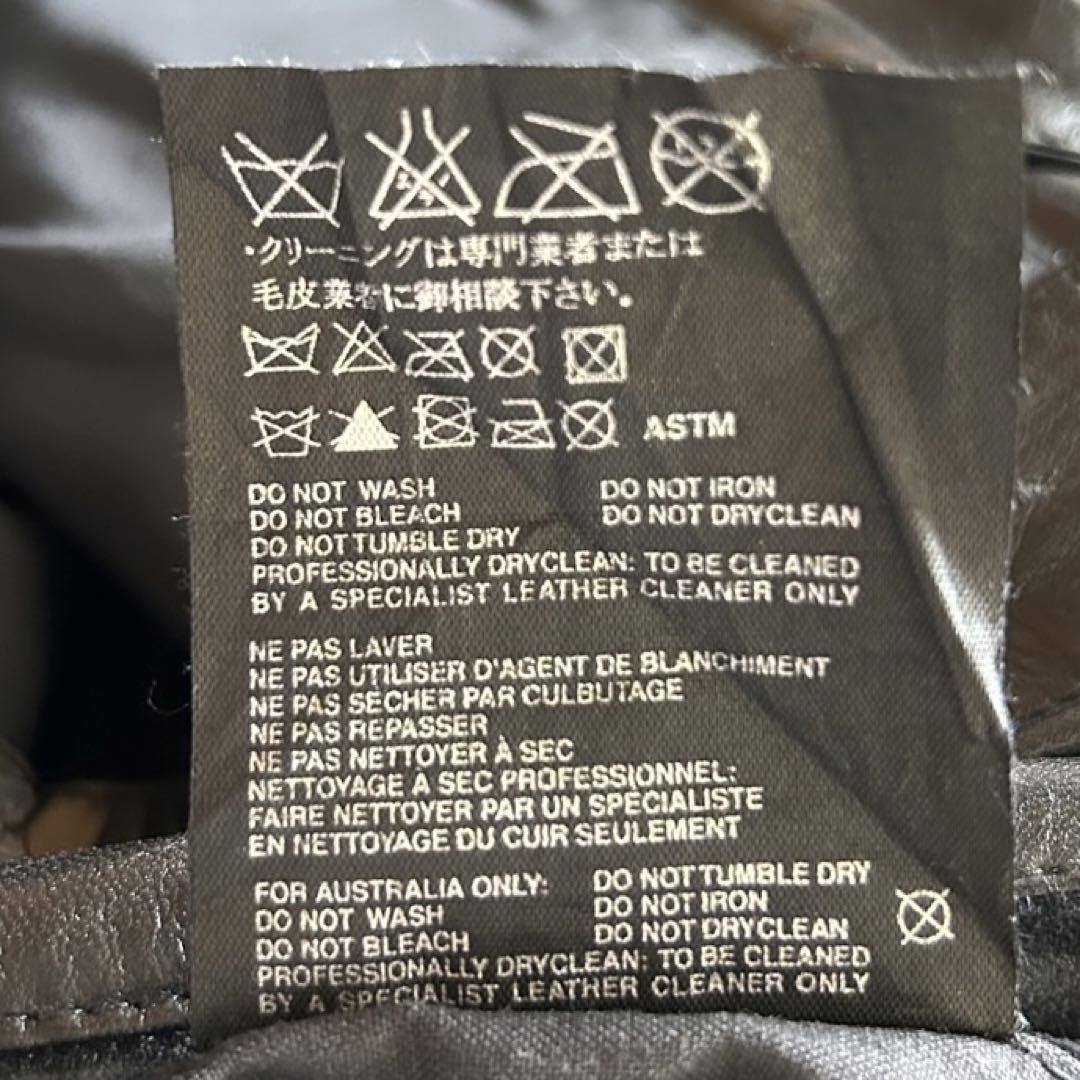 ・クリーニングは専門業者または
毛皮業者に御相談下さい。
ASTM
DO NOT WASH
DO NOT BLEACH
DO NOT TUMBLE DRY
DO NOT IRON
DO NOT DRYCLEAN
PROFESSIONALLY DRYCLEAN: TO BE CLEANED
BY A SPECIALIST LEATHER CLEANER ONLY
NE PAS LAVER
NE PAS UTILISER D'AGENT DE BLANCHIMENT
NE PAS SECHER PAR CULBUTAGE
NE PAS REPASSER
NE PAS NETTOYER À SEC
NETTOYAGE A SEC PROFESSIONNEL:
FAIRE NETTOYER PAR UN SPECIALISTE
EN NETTOYAGE DU CUIR SEULEMENT
FOR AUSTRALIA ONLY:
DO NOT WASH
DO NOT BLEACH
DO NOT TUMBLE DRY
DO NOT IRON
DO NOT DRYCLEAN
PROFESSIONALLY DRYCLEAN: TO BE CLEANED
BY A SPECIALIST LEATHER CLEANER ONLY